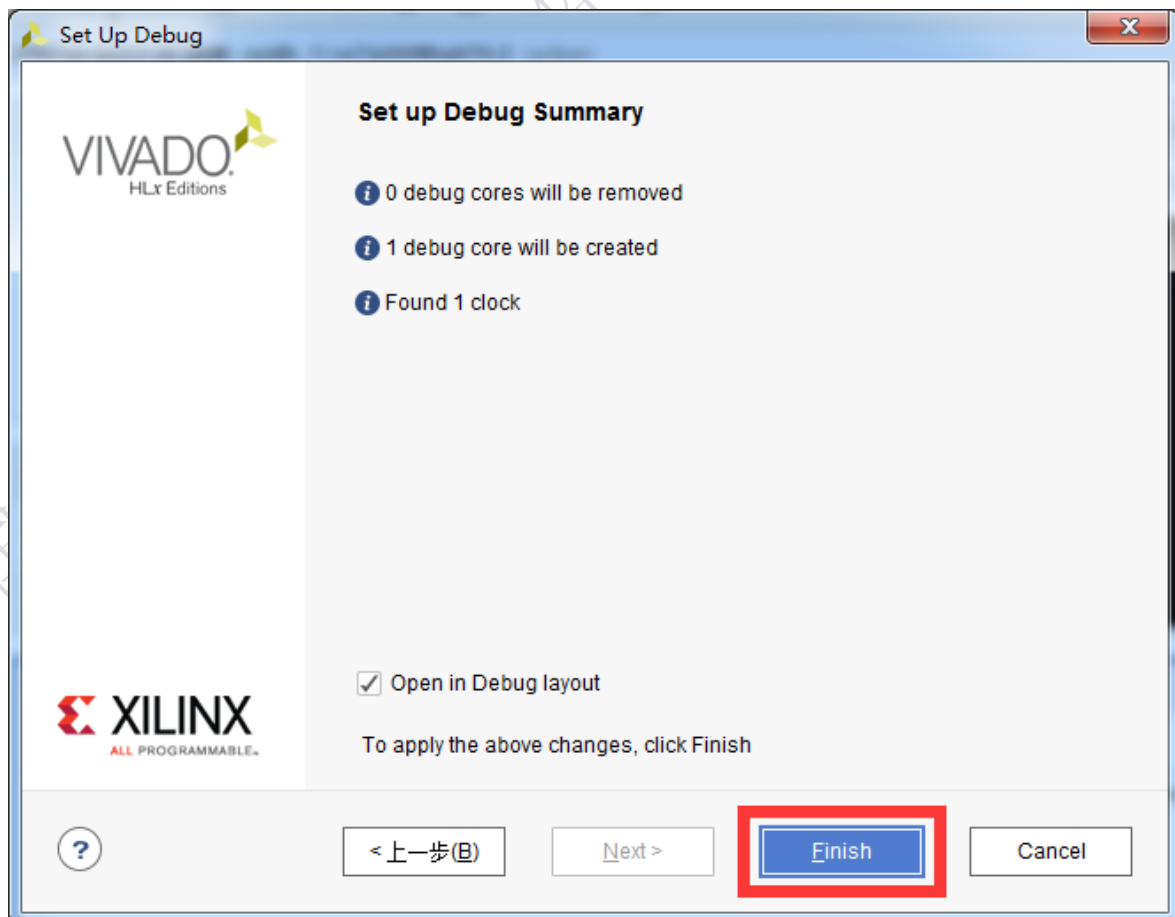 Set Up Debug
VIVADO.
HLx Editions
Set up Debug Summary
0 debug cores will be removed
1 debug core will be created
Found 1 clock
Open in Debug layout
XILINX
ALL PROGRAMMABLE™
To apply the above changes, click Finish
?
<上一步(B)
Next >
Finish
Cancel